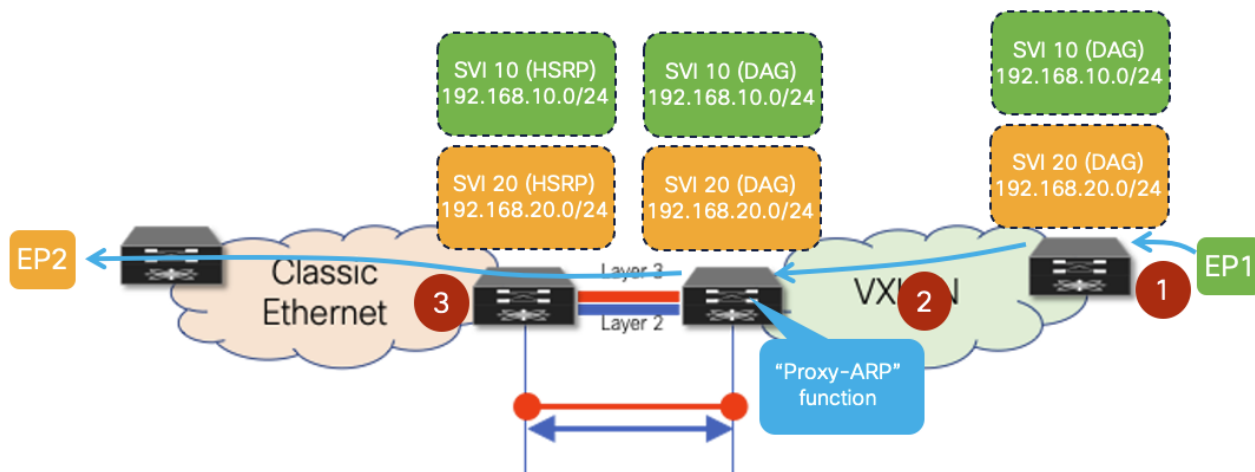 SVI 10 (HSRP)
192.168.10.0/24
SVI 10 (DAG)
192.168.10.0/24
SVI 10 (DAG)
192.168.10.0/24
SVI 20 (HSRP)
192.168.20.0/24
SVI 20 (DAG)
192.168.20.0/24
SVI 20 (DAG)
192.168.20.0/24
EP2
Classic
Ethernet
3
Layer 3
Layer 2
2
1
EP1
"Proxy-ARP"
function